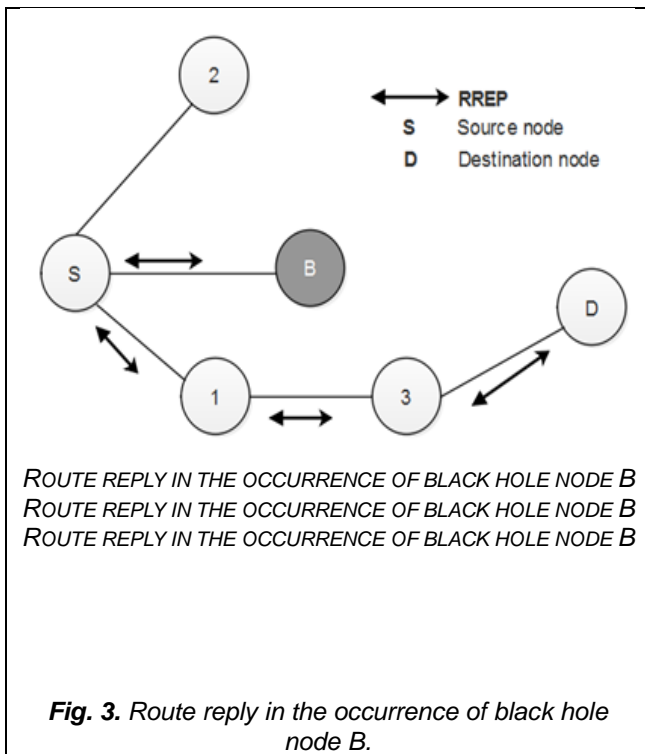 2
RREP
S Source node
D Destination node
S
B
D
1
3
ROUTE REPLY IN THE OCCURRENCE OF BLACK HOLE NODE B
ROUTE REPLY IN THE OCCURRENCE OF BLACK HOLE NODE B
ROUTE REPLY IN THE OCCURRENCE OF BLACK HOLE NODE B
Fig. 3. Route reply in the occurrence of black hole
node B.